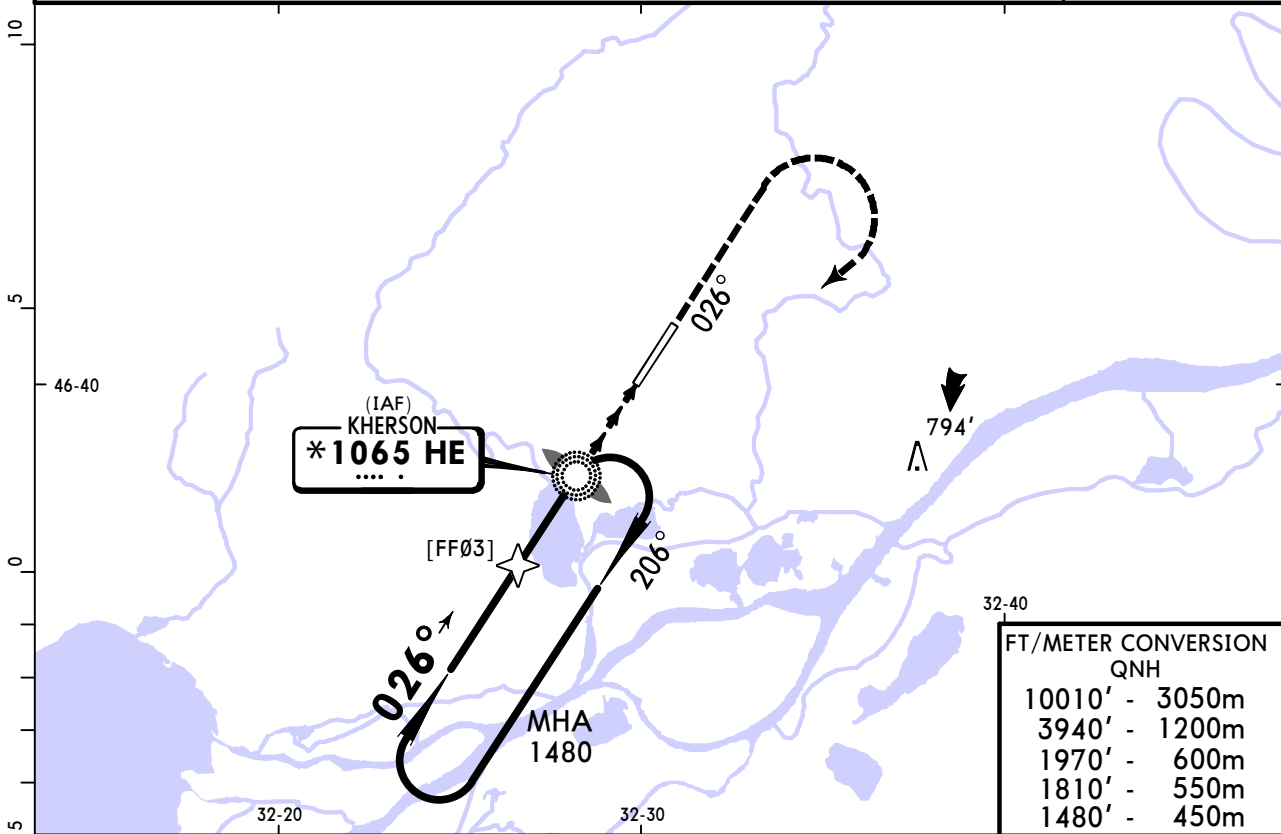 10
5
0
5
46-40
(IAF)
KHERSON
*1065 HE
026°
794'
[FFØ3]
206°
026°
MHA
1480
32-20
32-30
32-40
FT/METER CONVERSION
QNH
10010' - 3050m
3940' - 1200m
1970' - 600m
1810' - 550m
1480' - 450m